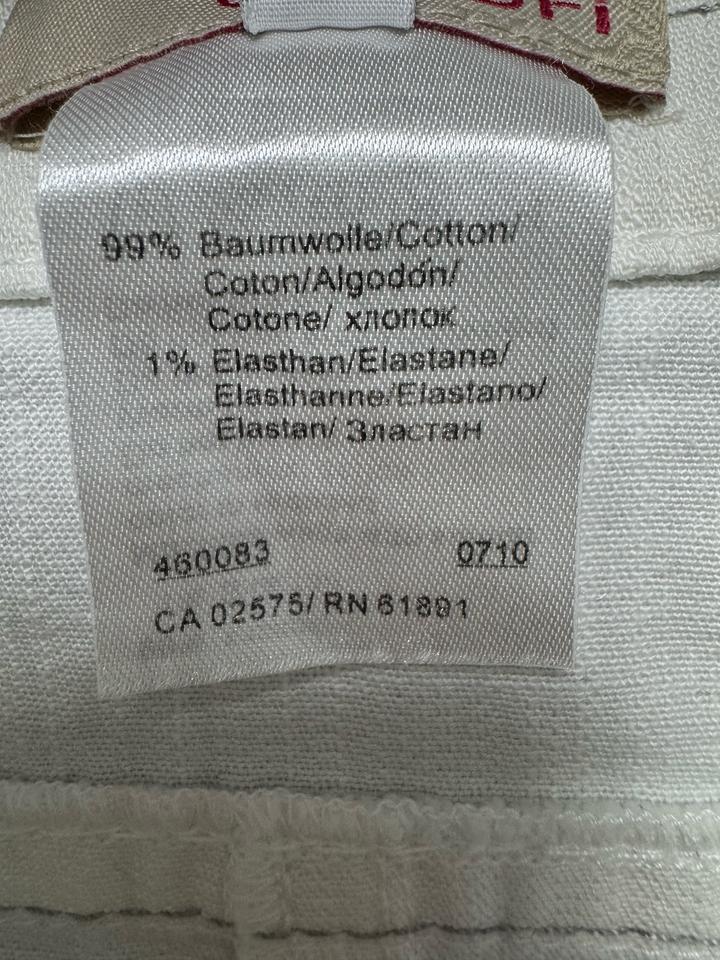 99% Baumwolle/Cotton/
Coton/Algodón/
Cotone/ хлопок
1% Elasthan/Elastane/
Elasthanne/Elastano/
Elastan/ Эластан
460083 0710
CA 02575/ RN 61891